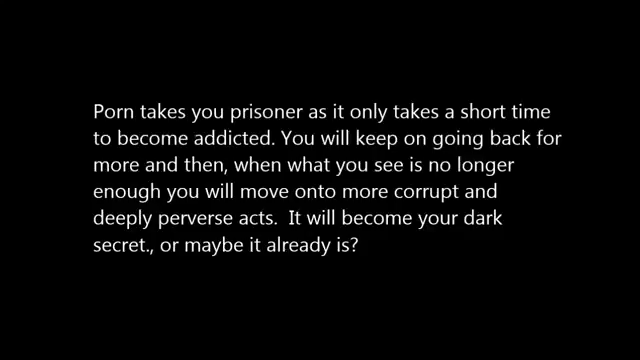 Porn takes you prisoner as it only takes a short time
to become addicted. You will keep on going back for
more and then, when what you see is no longer
enough you will move onto more corrupt and
deeply perverse acts.  It will become your dark
secret., or maybe it already is?